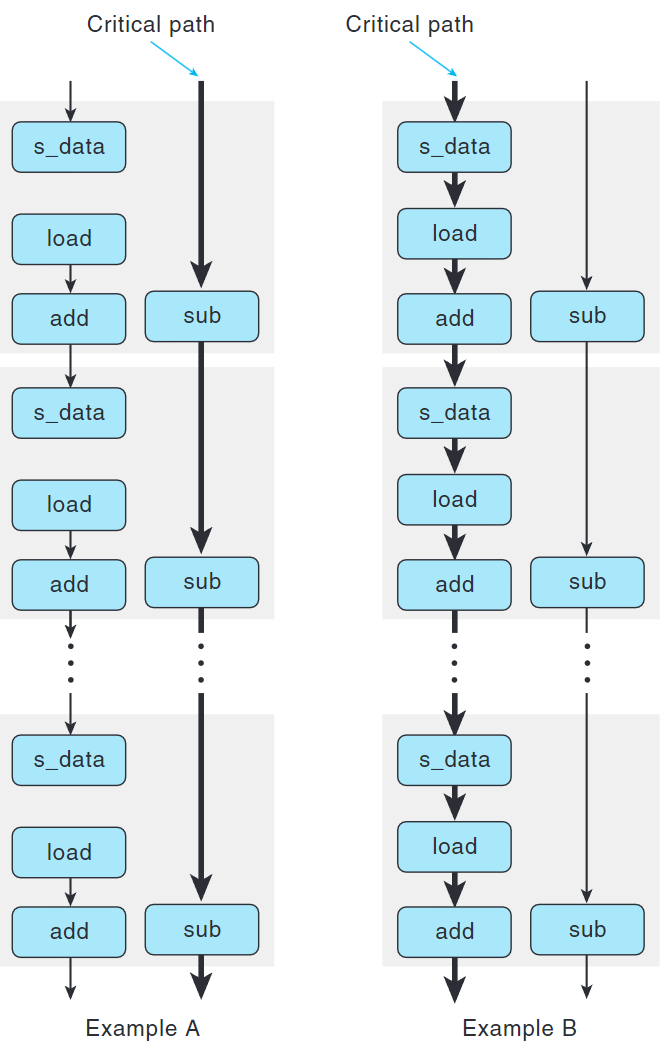 Critical path
Critical path
s_data
load
add
sub
s_data
load
add
sub
s_data
load
add
sub
Example A
s_data
load
add
sub
s_data
load
add
sub
s_data
load
add
sub
Example B